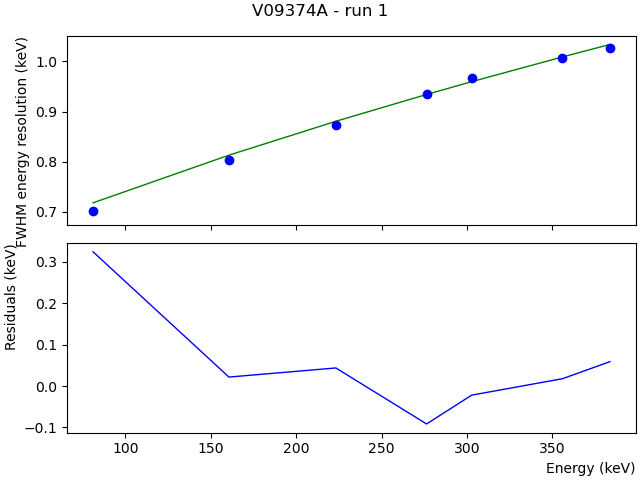 V09374A - run 1
FWHM energy resolution (keV)
1.0
0.9
0.8
0.7
Residuals (keV)
0.3
0.2
0.1
0.0
−0.1
100 150 200 250 300 350
Energy (keV)